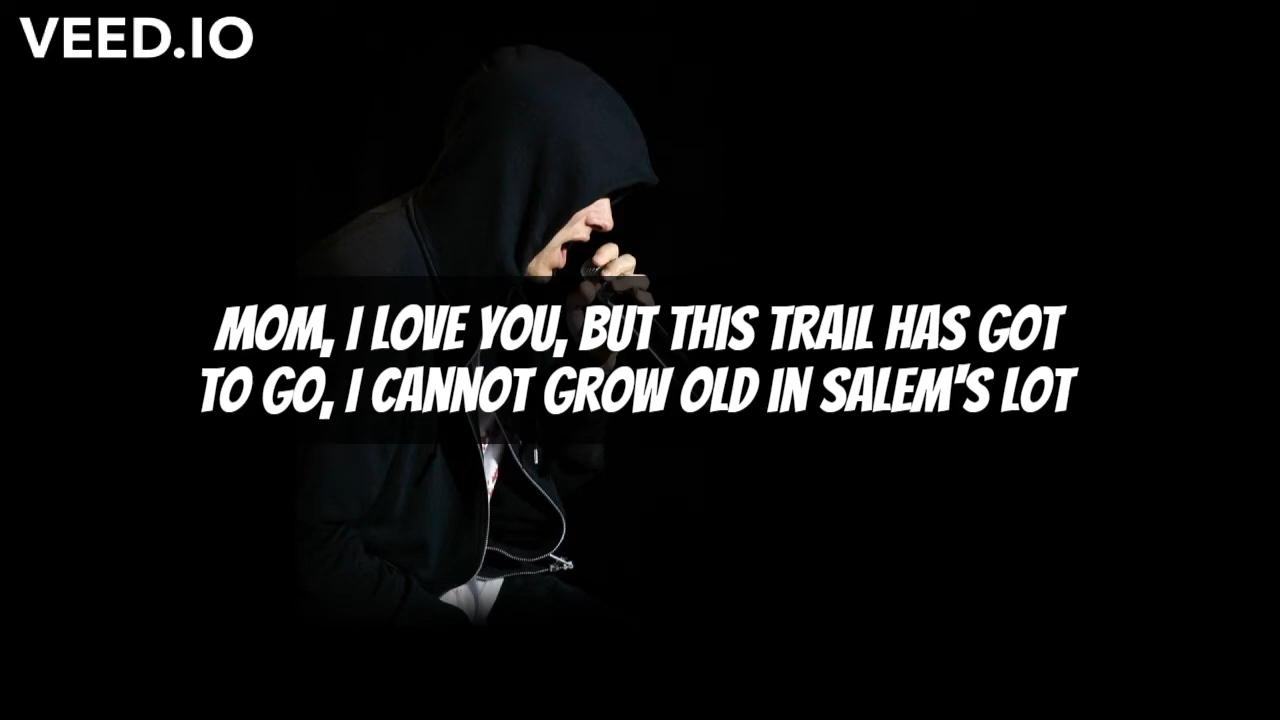 VEED.IO
MOM, I LOVE YOU, BUT THIS TRAIL HAS GOT
TO GO, I CANNOT GROW OLD IN SALEM'S LOT